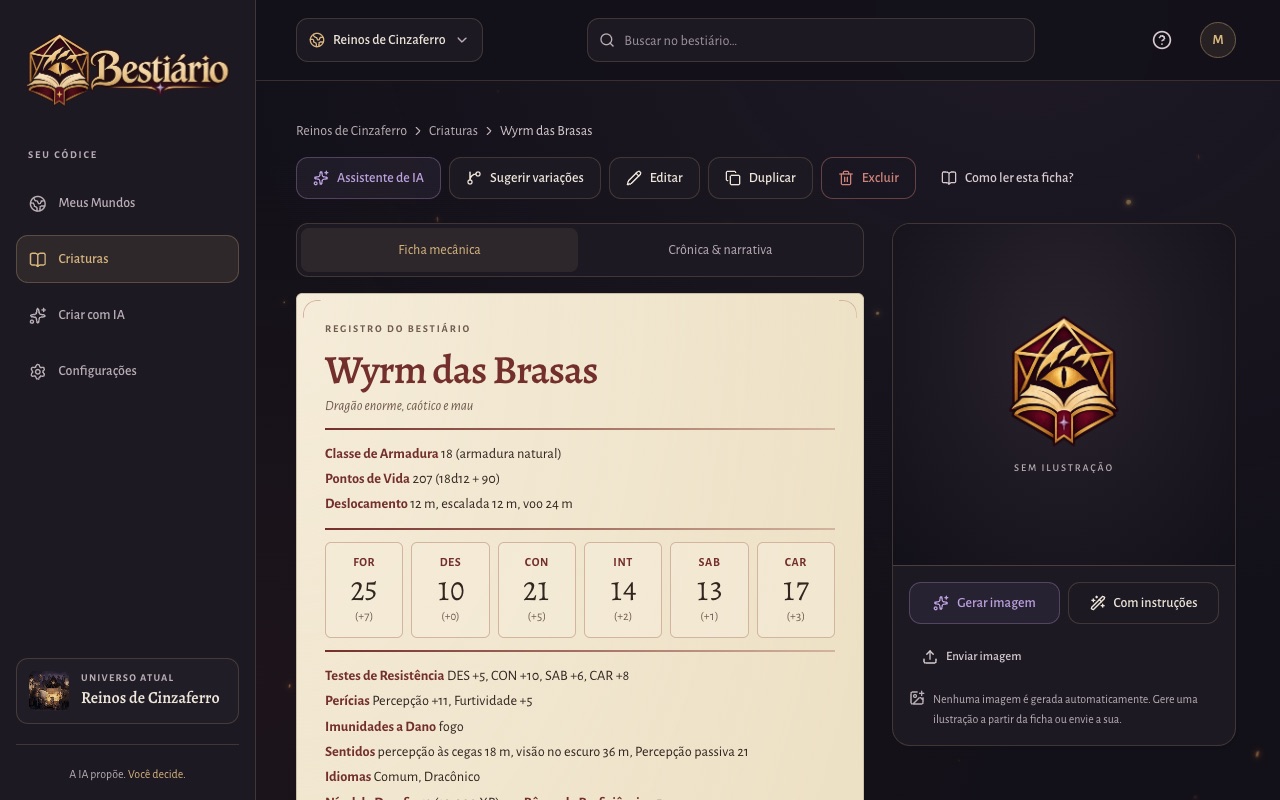 Bestiário
SEU CÓDICE
Meus Mundos
Criaturas
Criar com IA
Configurações
UNIVERSO ATUAL
Reinos de Cinzaferro
A IA propõe. Você decide.
Reinos de Cinzaferro
Buscar no bestiário...
M
Reinos de Cinzaferro > Criaturas > Wyrm das Brasas
Assistente de IA
Sugerir variações
Editar
Duplicar
Excluir
Como ler esta ficha?
Ficha mecânica
Crônica & narrativa
REGISTRO DO BESTIÁRIO
Wyrm das Brasas
Dragão enorme, caótico e mau
Classe de Armadura 18 (armadura natural)
Pontos de Vida 207 (18d12 + 90)
Deslocamento 12 m, escalada 12 m, voo 24 m
FOR DES CON INT SAB CAR
25 10 21 14 13 17
(+7) (+0) (+5) (+2) (+1) (+3)
Testes de Resistência DES +5, CON +10, SAB +6, CAR +8
Perícias Percepção +11, Furtividade +5
Imunidades a Dano fogo
Sentidos percepção às cegas 18 m, visão no escuro 36 m, Percepção passiva 21
Idiomas Comum, Dracônico
SEM ILUSTRAÇÃO
Gerar imagem
Com instruções
Enviar imagem
Nenhuma imagem é gerada automaticamente. Gere uma
ilustração a partir da ficha ou envie a sua.